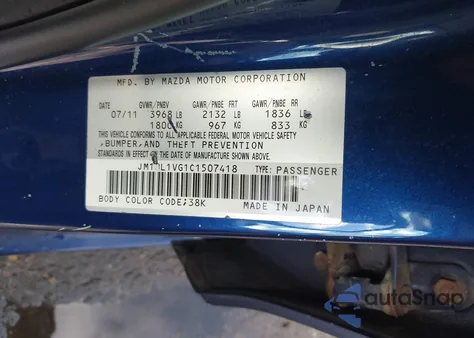 MFD. BY MAZDA MOTOR CORPORATION
GVWR/PNBV GAWR/PNBE FRT GAWR/PNBE RR
07/11 3968 LB 2132 LB 1836 LB
1800 KG 967 KG 833 KG
THIS VEHICLE CONFORMS TO ALL APPLICABLE FEDERAL MOTOR VEHICLE SAFETY,
BUMPER, AND THEFT PREVENTION
STANDARDS IN EFFECT ON THE DATE OF MANUFACTURE SHOWN ABOVE.
L1VG1C1507418 TYPE: PASSENGER
BODY COLOR CODE:38K
MADE IN JAPAN
autoSnap